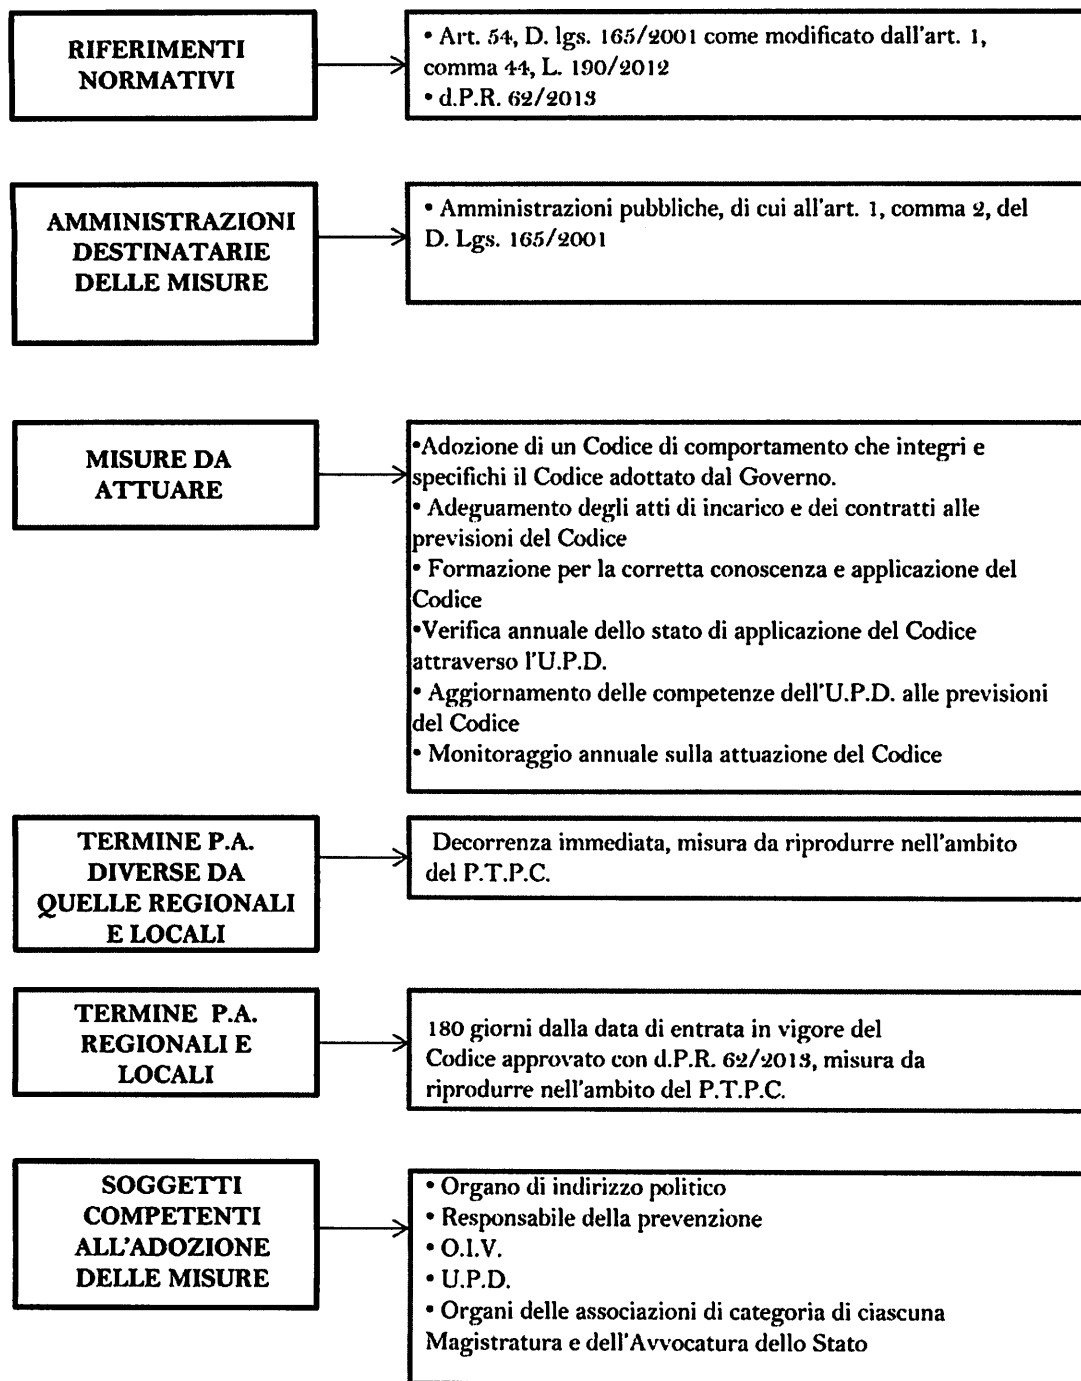 RIFERIMENTI
NORMATIVI
• Art. 54, D. lgs. 165/2001 come modificato dall'art. 1,
comma 44, L. 190/2012
• d.P.R. 62/2013
AMMINISTRAZIONI
DESTINATARIE
DELLE MISURE
• Amministrazioni pubbliche, di cui all'art. 1, comma 2, del
D. Lgs. 165/2001
MISURE DA
ATTUARE
•Adozione di un Codice di comportamento che integri e
specifichi il Codice adottato dal Governo.
• Adeguamento degli atti di incarico e dei contratti alle
previsioni del Codice
• Formazione per la corretta conoscenza e applicazione del
Codice
•Verifica annuale dello stato di applicazione del Codice
attraverso l'U.P.D.
• Aggiornamento delle competenze dell'U.P.D. alle previsioni
del Codice
• Monitoraggio annuale sulla attuazione del Codice
TERMINE P.A.
DIVERSE DA
QUELLE REGIONALI
E LOCALI
Decorrenza immediata, misura da riprodurre nell'ambito
del P.T.P.C.
TERMINE P.A.
REGIONALI E
LOCALI
180 giorni dalla data di entrata in vigore del
Codice approvato con d.P.R. 62/2013, misura da
riprodurre nell'ambito del P.T.P.C.
SOGGETTI
COMPETENTI
ALL'ADOZIONE
DELLE MISURE
• Organo di indirizzo politico
• Responsabile della prevenzione
• O.I.V.
• U.P.D.
• Organi delle associazioni di categoria di ciascuna
Magistratura e dell'Avvocatura dello Stato